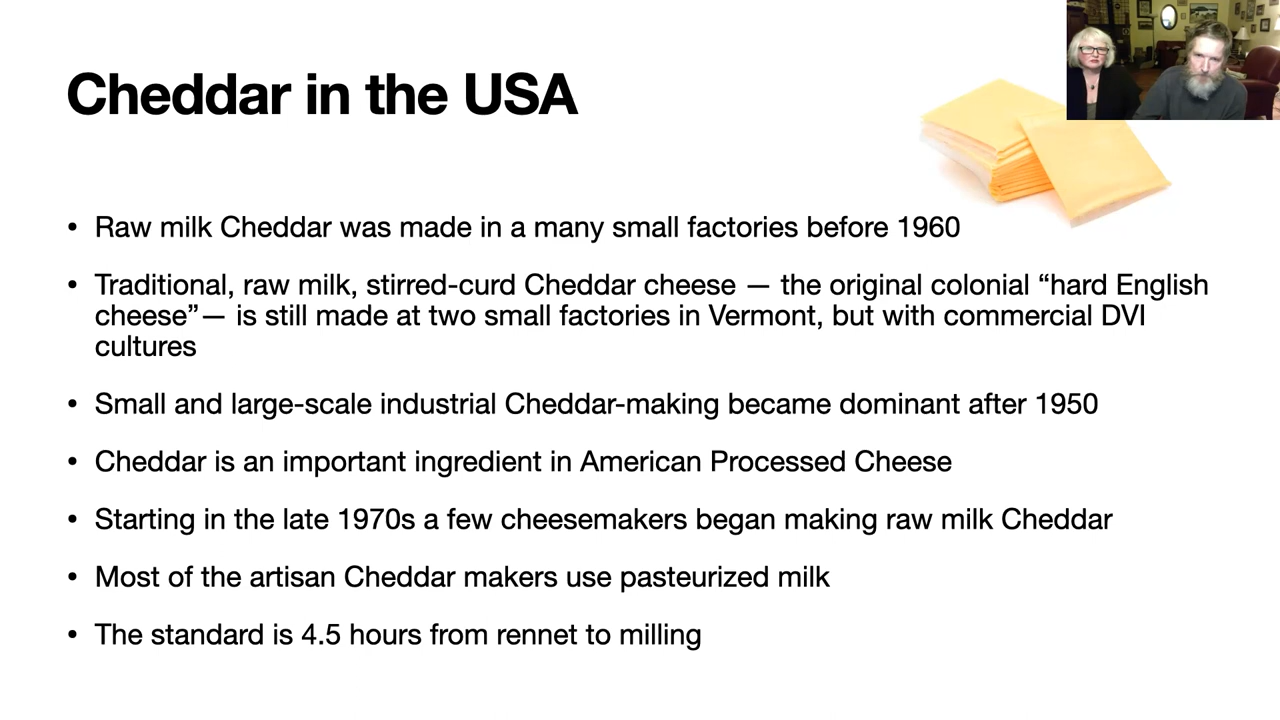 Cheddar in the USA
• Raw milk Cheddar was made in a many small factories before 1960
• Traditional, raw milk, stirred-curd Cheddar cheese — the original colonial “hard English
cheese”— is still made at two small factories in Vermont, but with commercial DVI
cultures
• Small and large-scale industrial Cheddar-making became dominant after 1950
• Cheddar is an important ingredient in American Processed Cheese
• Starting in the late 1970s a few cheesemakers began making raw milk Cheddar
• Most of the artisan Cheddar makers use pasteurized milk
• The standard is 4.5 hours from rennet to milling